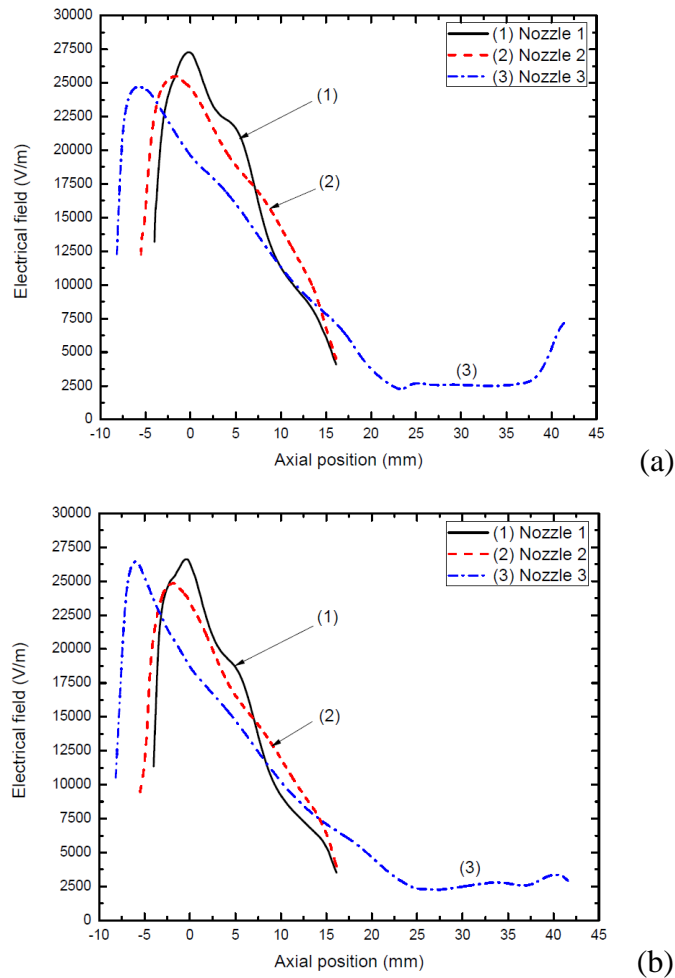 30000
27500
25000
22500
20000
17500
15000
12500
10000
7500
5000
2500
0
Electrical field (V/m)
(1) Nozzle 1
(2) Nozzle 2
(3) Nozzle 3
(1)
(2)
(3)
-10 -5 0 5 10 15 20 25 30 35 40 45
Axial position (mm)
(a)
30000
27500
25000
22500
20000
17500
15000
12500
10000
7500
5000
2500
0
Electrical field (V/m)
(1) Nozzle 1
(2) Nozzle 2
(3) Nozzle 3
(1)
(2)
(3)
-10 -5 0 5 10 15 20 25 30 35 40 45
Axial position (mm)
(b)